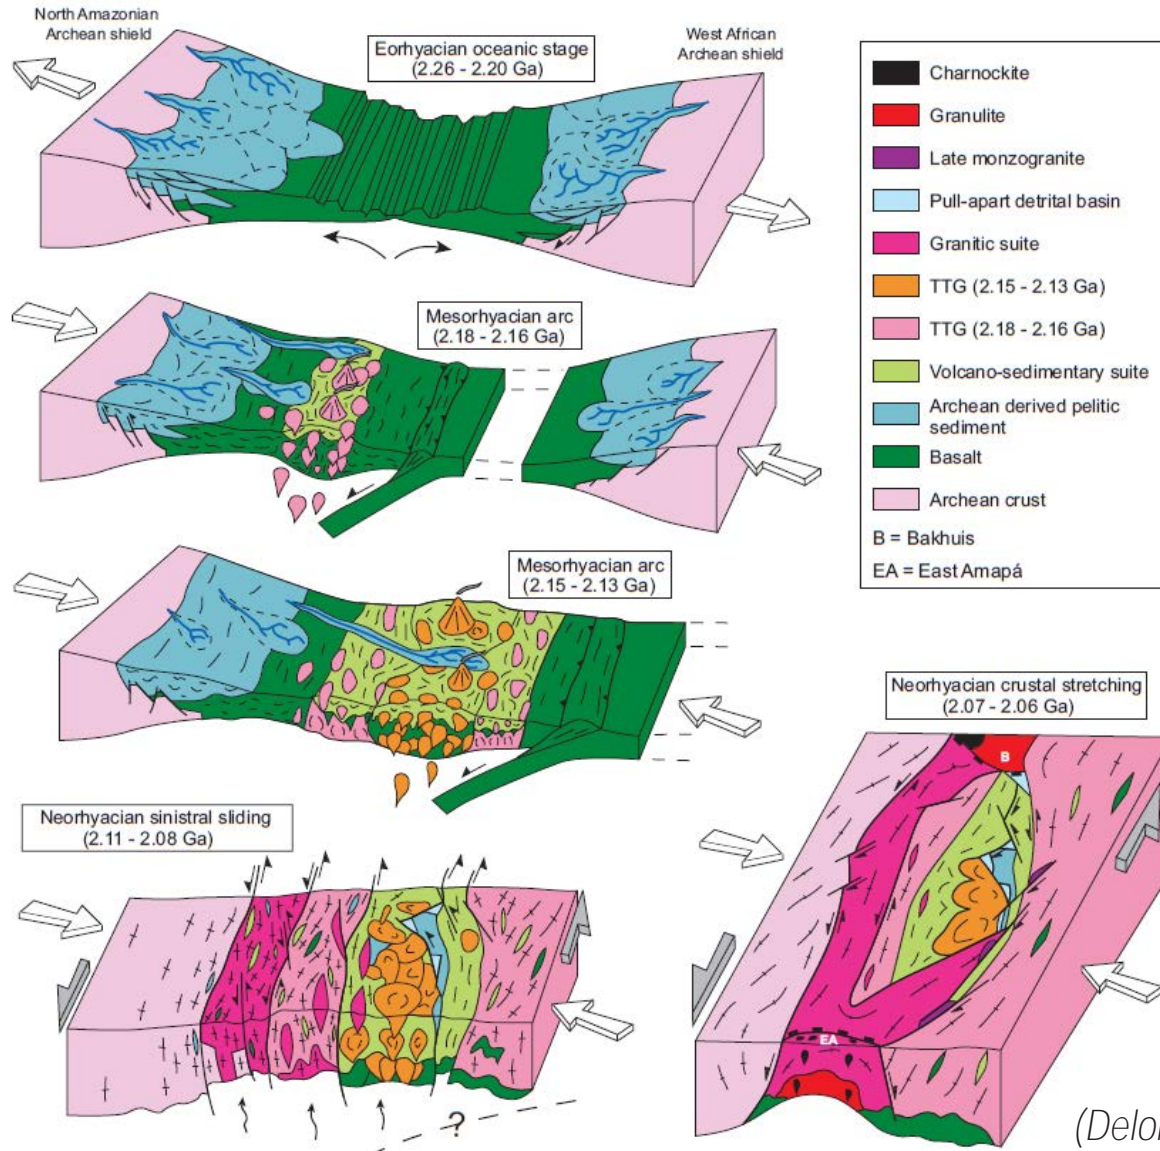 North Amazonian
Archean shield
Eorhyacian oceanic stage
(2.26 - 2.20 Ga)
West African
Archean shield
Mesorhyacian arc
(2.18 - 2.16 Ga)
Mesorhyacian arc
(2.15 - 2.13 Ga)
Neorhyacian sinistral sliding
(2.11 - 2.08 Ga)
?
Charnockite
Granulite
Late monzogranite
Pull-apart detrital basin
Granitic suite
TTG (2.15 - 2.13 Ga)
TTG (2.18 - 2.16 Ga)
Volcano-sedimentary suite
Archean derived pelitic
sediment
Basalt
Archean crust
B = Bakhuis
EA = East Amapá
Neorhyacian crustal stretching
(2.07 - 2.06 Ga)
B
EA